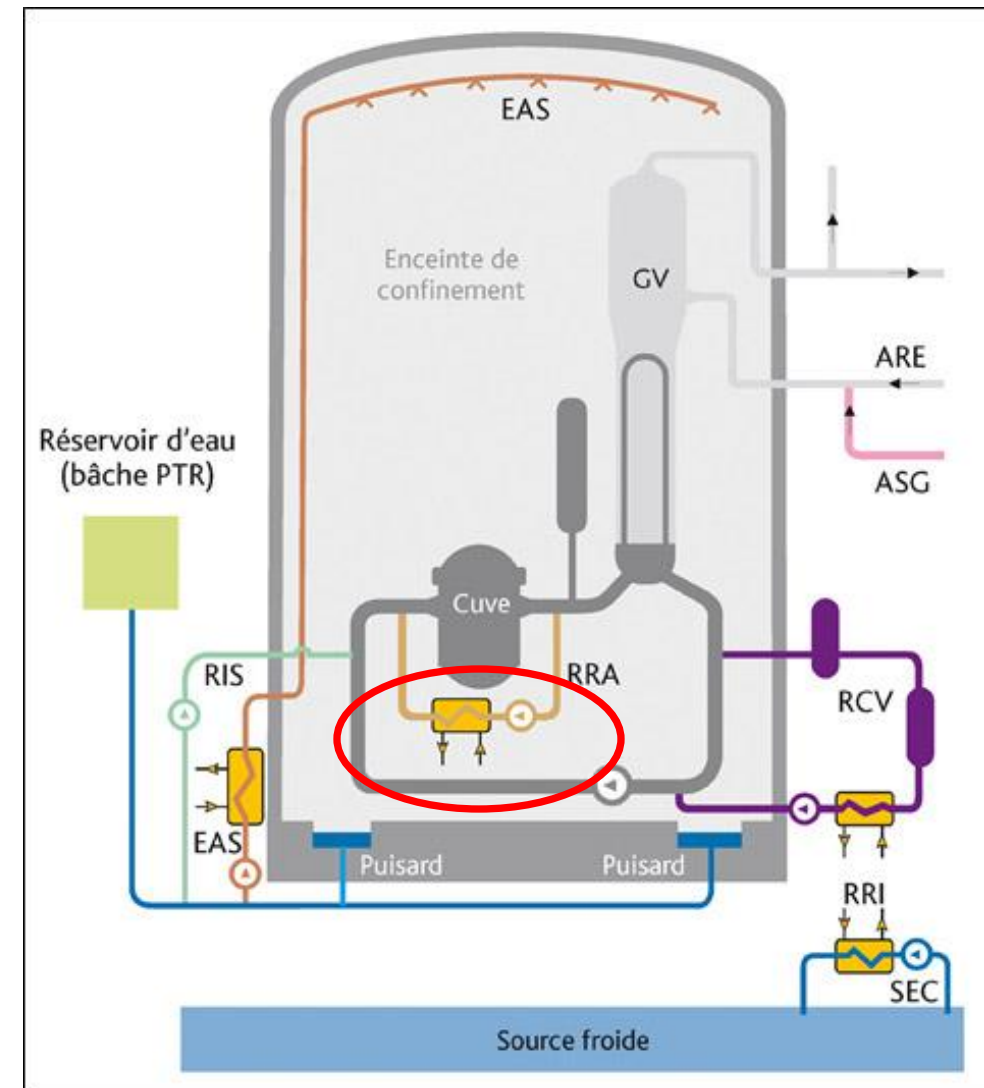 EAS
Enceinte de
confinement
GV
ARE
ASG
Réservoir d'eau
(bâche PTR)
Cuve
RIS
RRA
RCV
EAS
Puisard
Puisard
RRI
SEC
Source froide